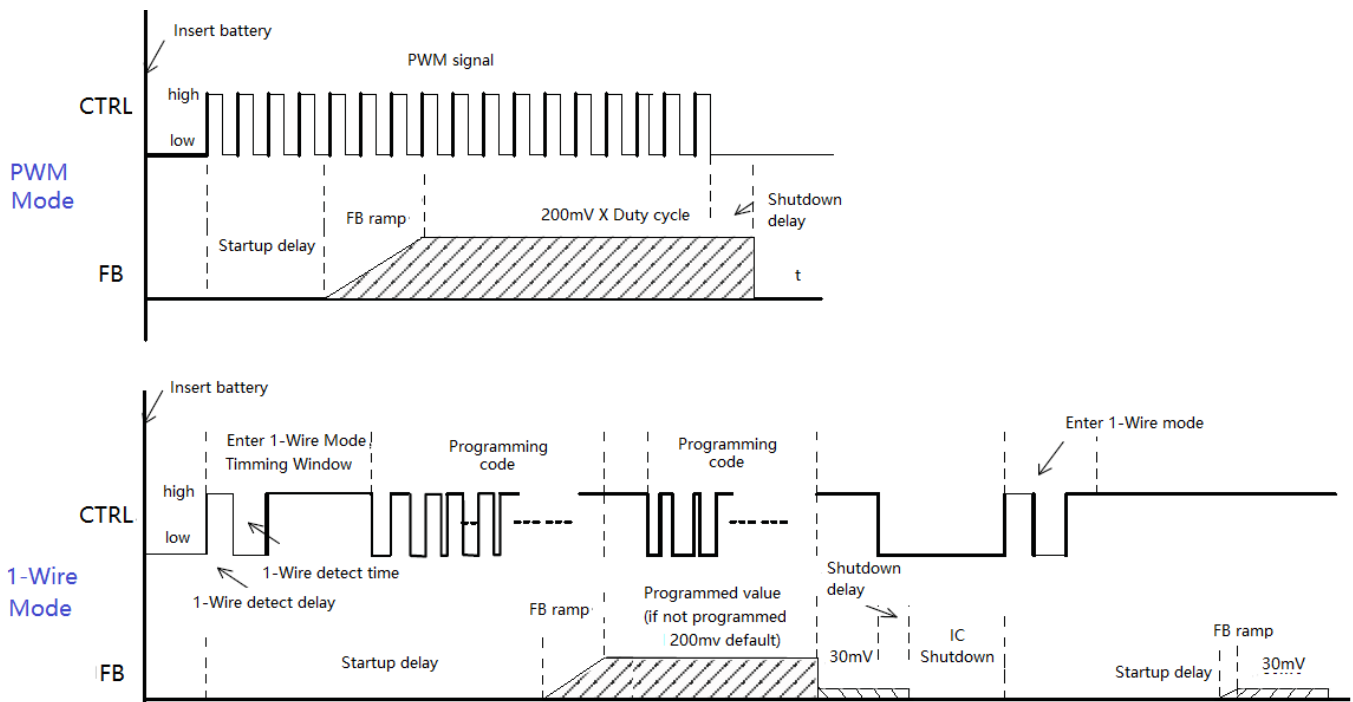 Insert battery
PWM signal
CTRL
high
low
PWM
Mode
FB ramp
200mV X Duty cycle
Shutdown
delay
Startup delay
FB
t
Insert battery
Enter 1-Wire Mode
Timming Window
Programming
code
Programming
code
Enter 1-Wire mode
high
CTRL
low
1-Wire detect time
1-Wire detect delay
1-Wire
Mode
Shutdown
delay
FB ramp
Programmed value
(if not programmed
200mv default)
30mV
IC
Shutdown
FB ramp
Startup delay
30mV
Startup delay
FB